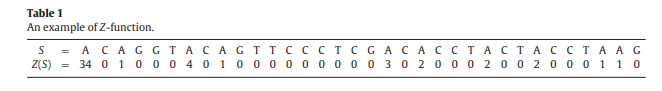 Table 1
An example of Z-function.
S = A C A G G T A C A G T T C C C T C G A C A C C T A C T A C C T A A G
Z(S) = 34 0 1 0 0 0 4 0 1 0 0 0 0 0 0 0 0 0 3 0 2 0 0 0 2 0 0 2 0 0 0 1 1 0